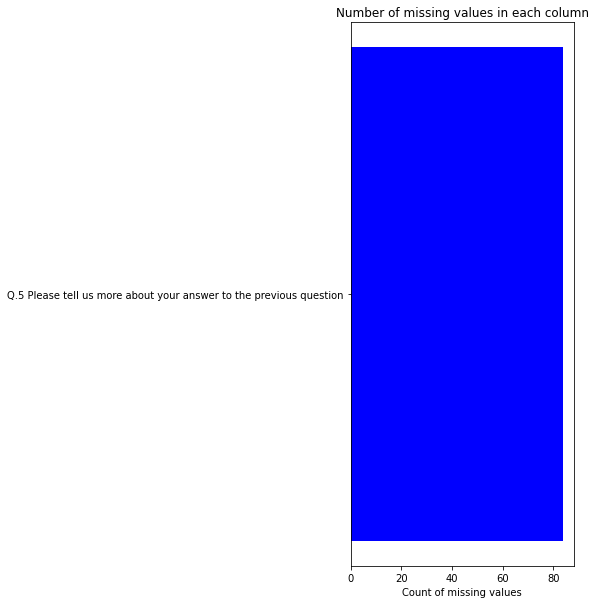 Number of missing values in each column
Q.5 Please tell us more about your answer to the previous question
0 20 40 60 80
Count of missing values